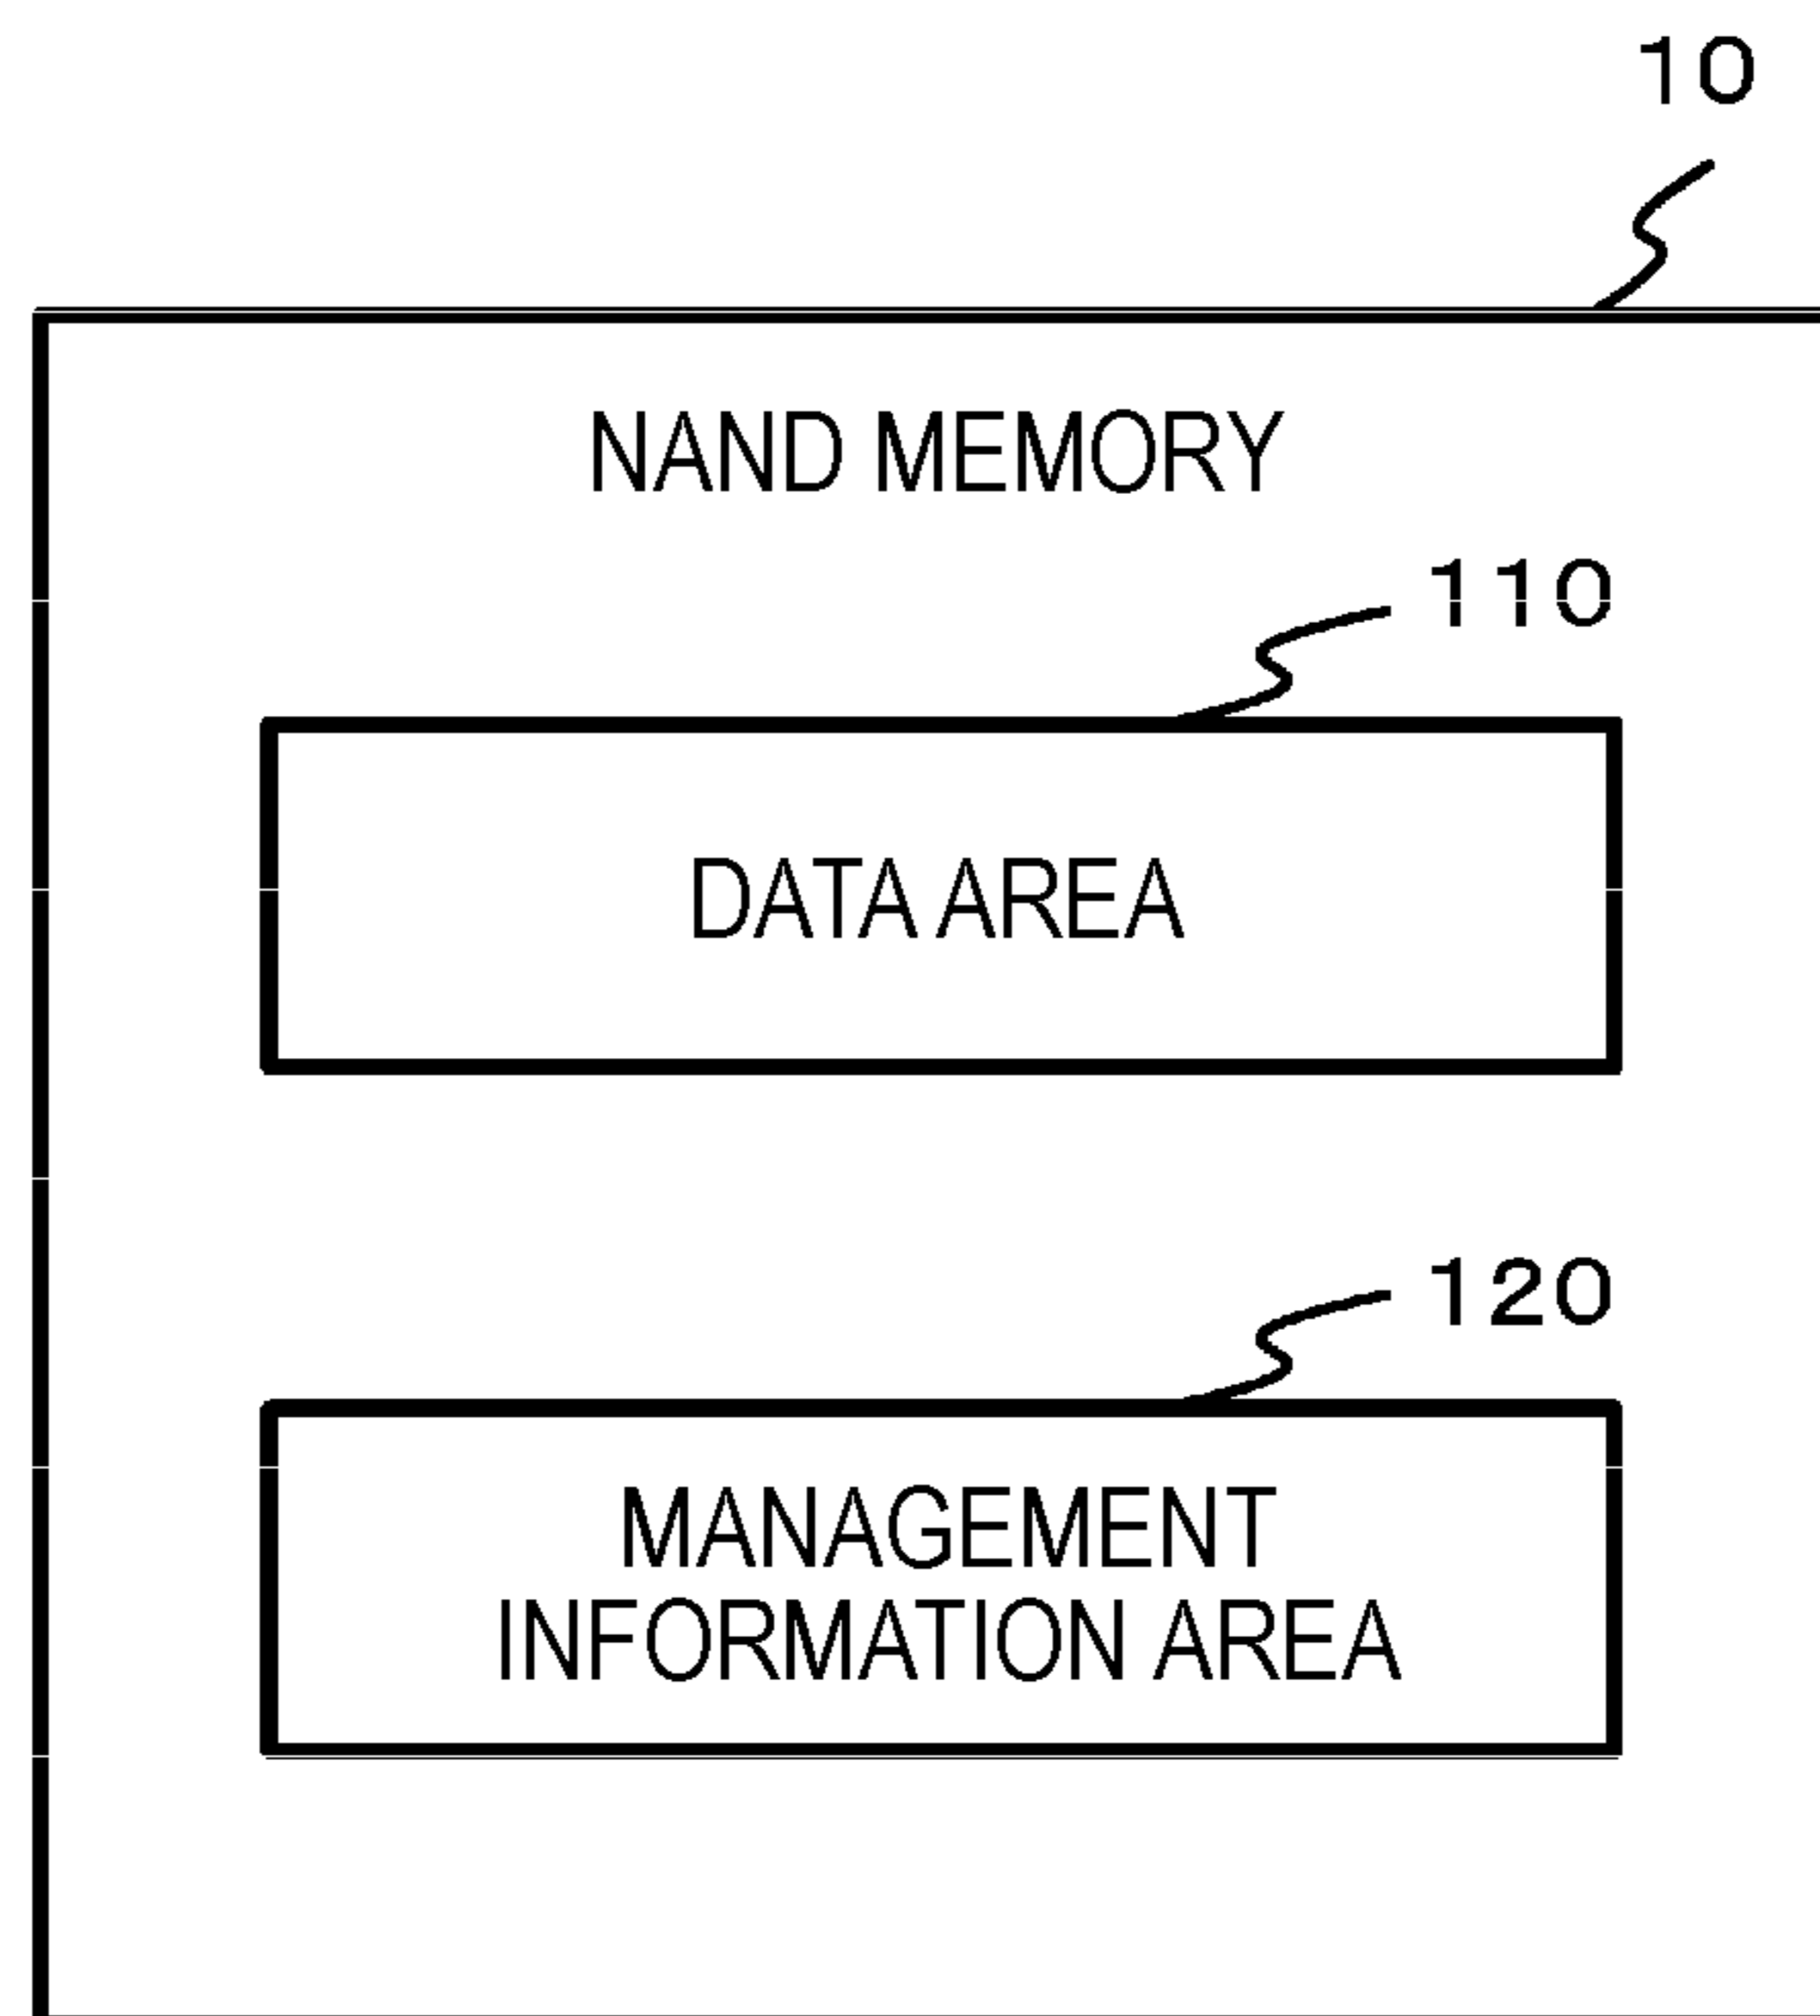 10
NAND MEMORY
110
DATA AREA
120
MANAGEMENT
INFORMATION AREA